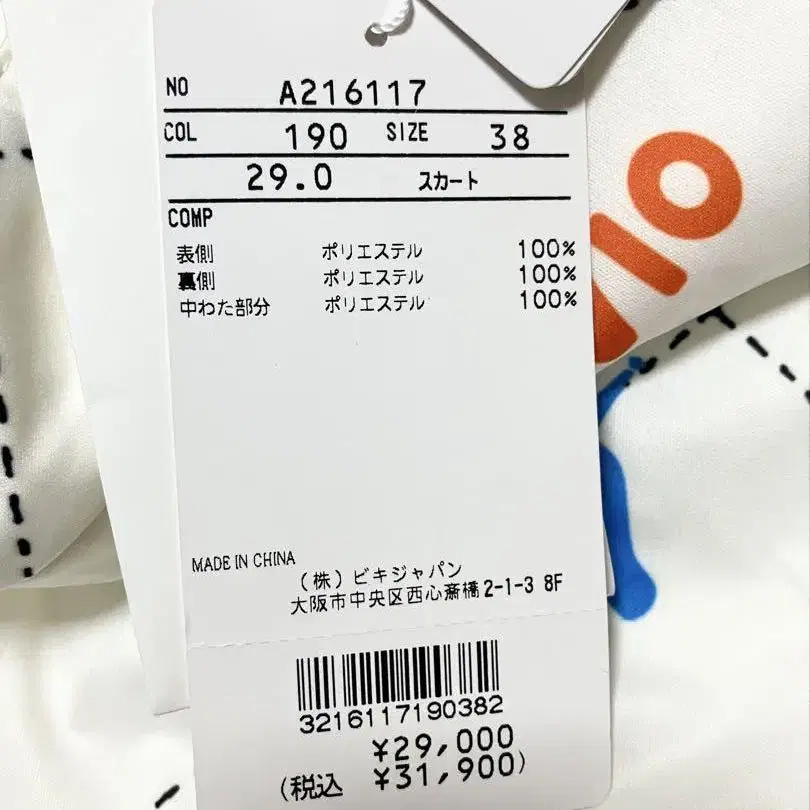 NO A216117
COL 190 SIZE 38
29.0 スカート
COMP
表側 ポリエステル 100%
裏側 ポリエステル 100%
中わた部分 ポリエステル 100%
MADE IN CHINA
(株)ビキジャパン
大阪市中央区西心斎橋2-1-3 8F
3216117190382
¥29,000
(税込 ¥31,900)